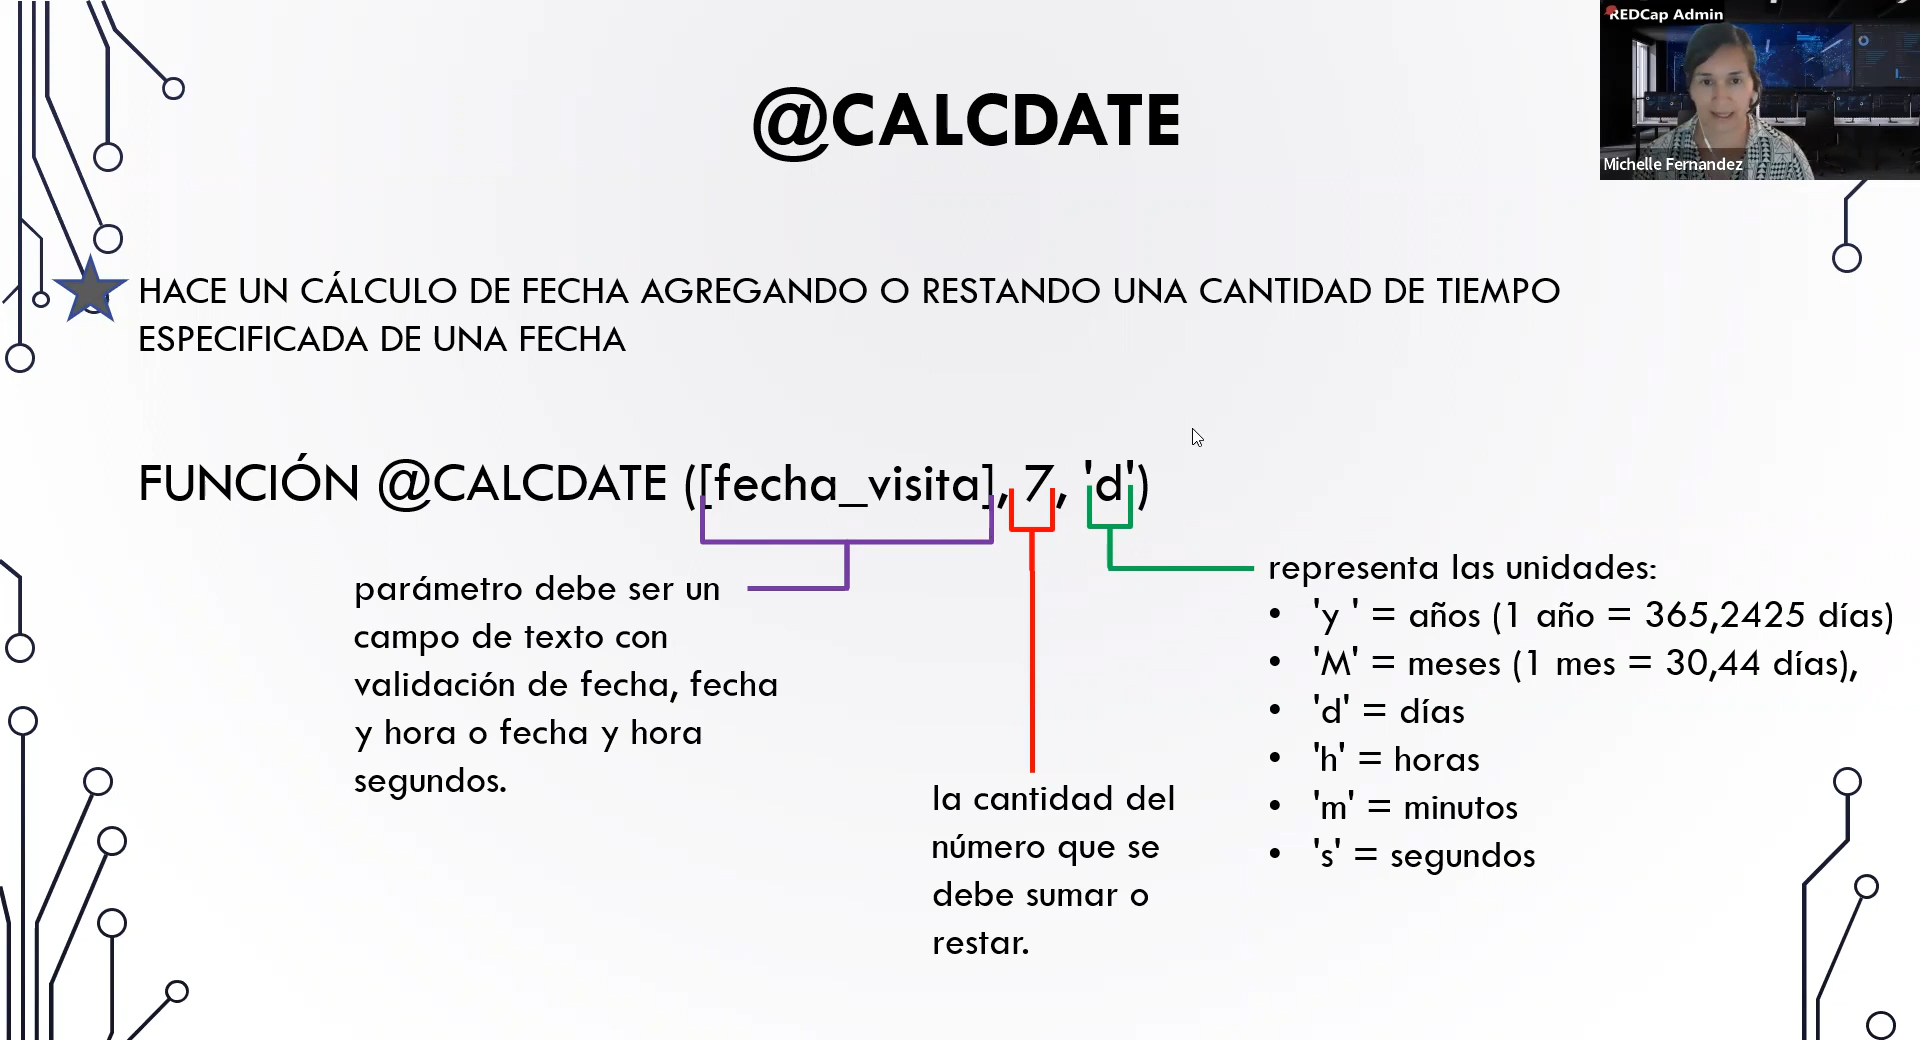 REDCap Admin
Michelle Fernandez
@CALCDATE
HACE UN CÁLCULO DE FECHA AGREGANDO O RESTANDO UNA CANTIDAD DE TIEMPO
ESPECIFICADA DE UNA FECHA
FUNCIÓN @CALCDATE ([fecha_visita], 7, 'd')
parámetro debe ser un
campo de texto con
validación de fecha, fecha
y hora o fecha y hora
segundos.
la cantidad del
número que se
debe sumar o
restar.
representa las unidades:
• 'y ' = años (1 año = 365,2425 días)
• 'M' = meses (1 mes = 30,44 días),
• 'd' = días
• 'h' = horas
• 'm' = minutos
• 's' = segundos